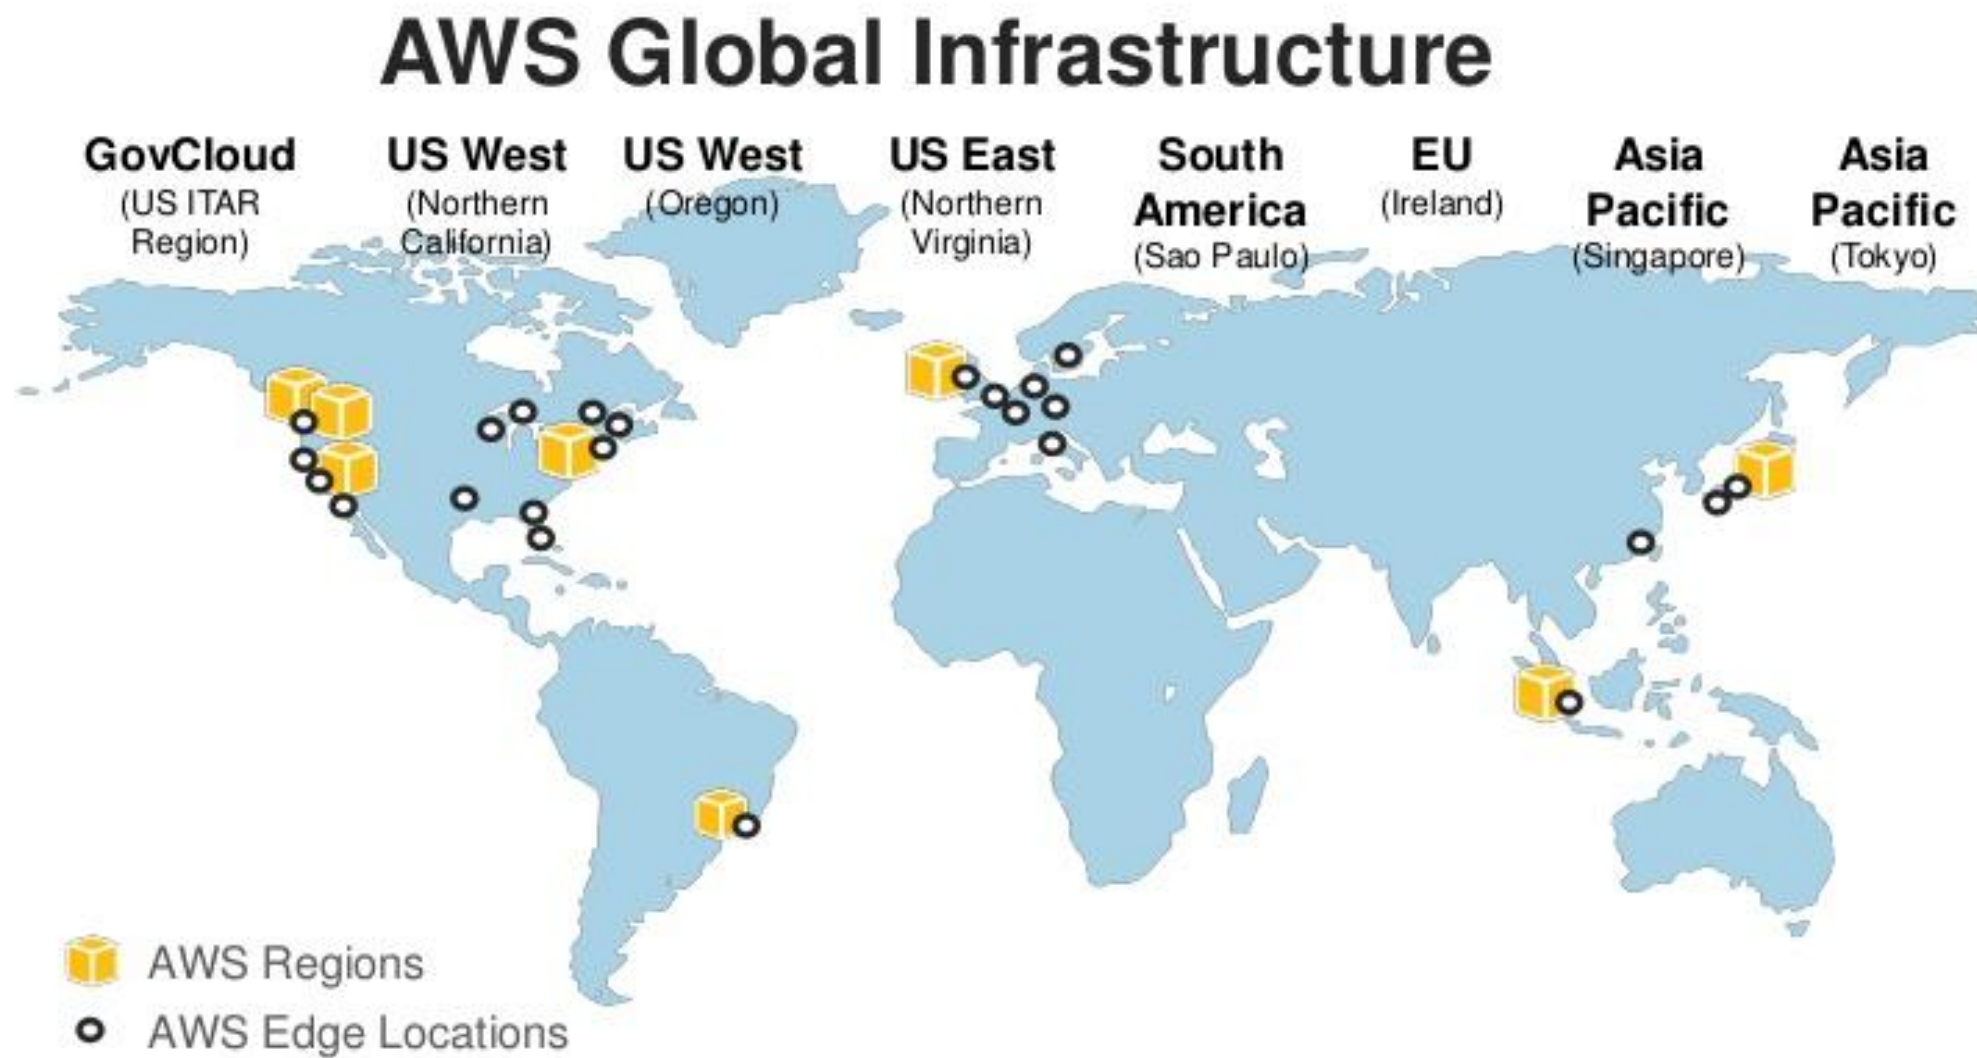 AWS Global Infrastructure
GovCloud
(US ITAR
Region)
US West
(Northern
California)
US West
(Oregon)
US East
(Northern
Virginia)
South
America
(Sao Paulo)
EU
(Ireland)
Asia
Pacific
(Singapore)
Asia
Pacific
(Tokyo)
AWS Regions
AWS Edge Locations